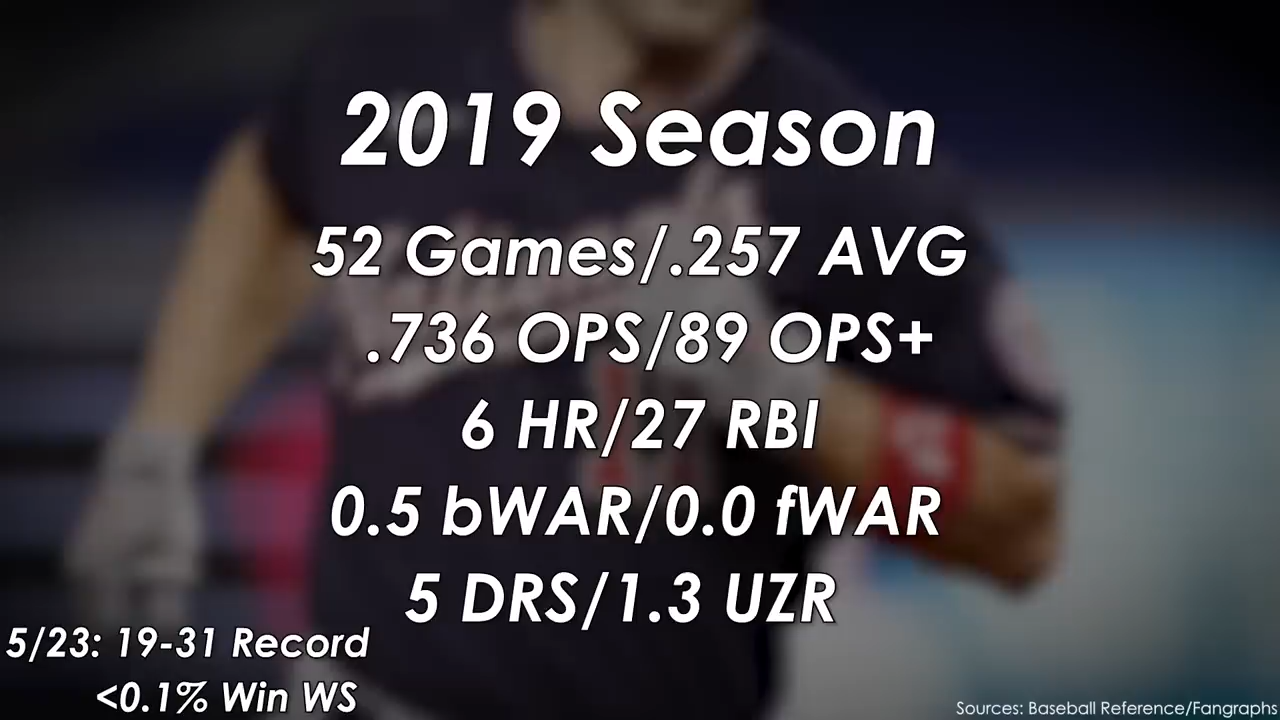 2019 Season
52 Games/.257 AVG
.736 OPS/89 OPS+
6 HR/27 RBI
0.5 bWAR/0.0 fWAR
5 DRS/1.3 UZR
5/23: 19-31 Record
<0.1% Win WS
Sources: Baseball Reference/Fangraphs